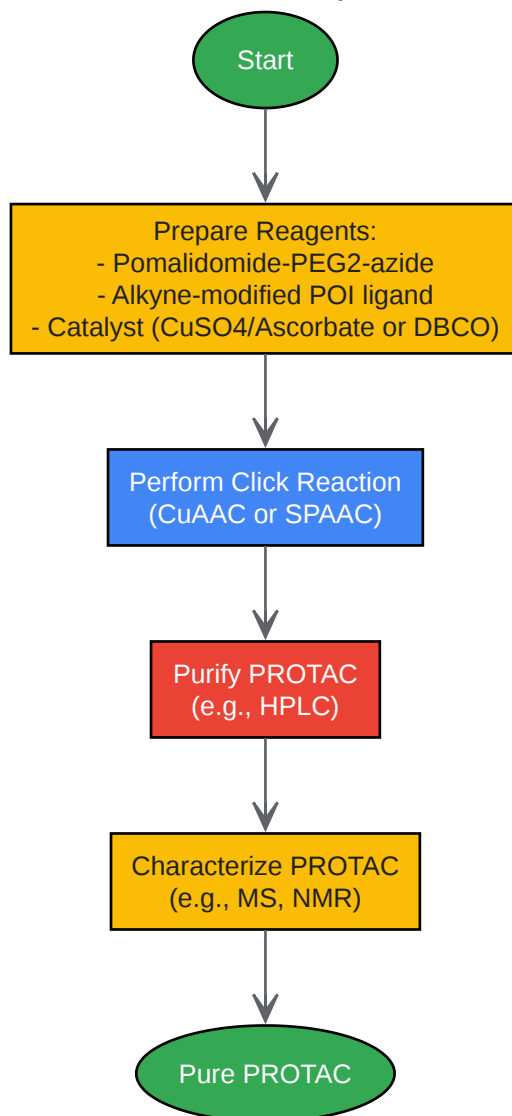 Start
Prepare Reagents:
- Pomalidomide-PEG2-azide
- Alkyne-modified POI ligand
- Catalyst (CuSO4/Ascorbate or DBCO)
Perform Click Reaction
(CuAAC or SPAAC)
Purify PROTAC
(e.g., HPLC)
Characterize PROTAC
(e.g., MS, NMR)
Pure PROTAC